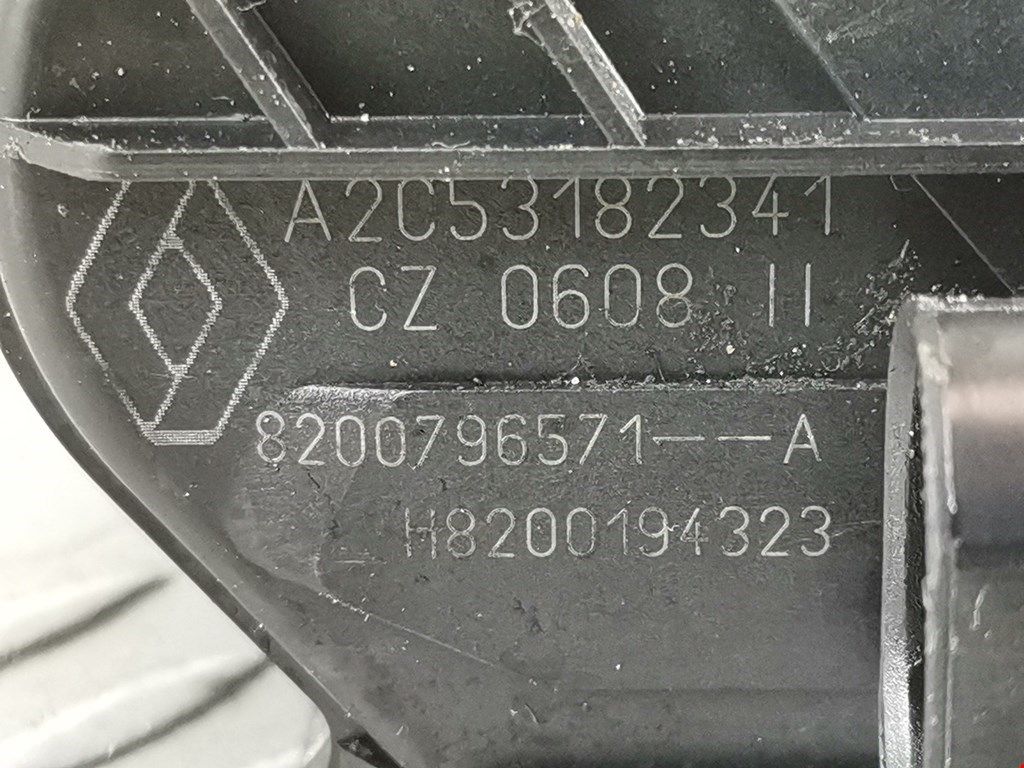 A2C53182341
CZ 0608 II
8200796571--A
H8200194323